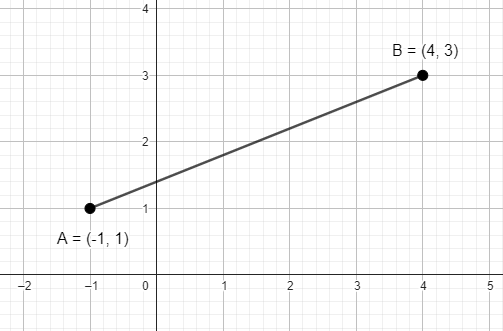 4
B = (4, 3)
3
2
1
A = (-1, 1)
–2 –1 0 1 2 3 4 5